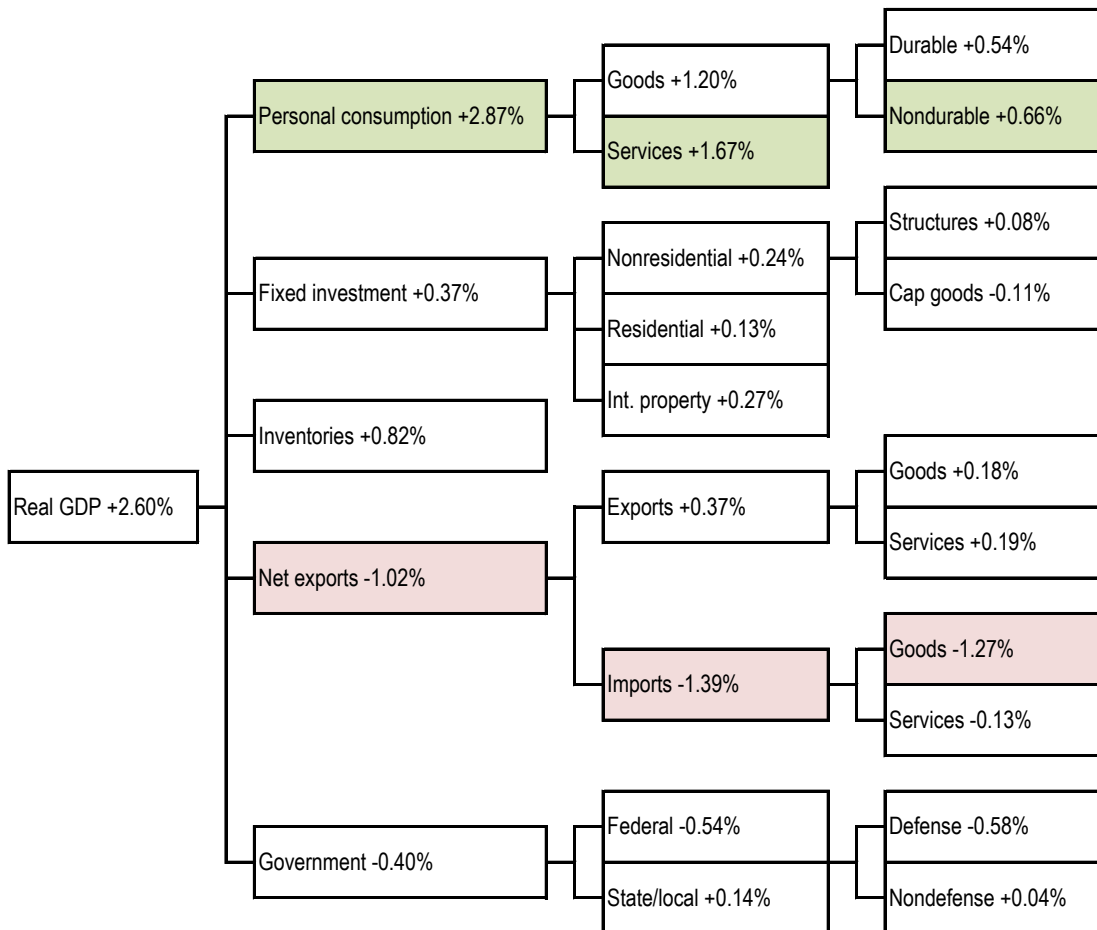 Real GDP +2.60%
Personal consumption +2.87%
Goods +1.20%
Durable +0.54%
Nondurable +0.66%
Services +1.67%
Fixed investment +0.37%
Nonresidential +0.24%
Structures +0.08%
Cap goods -0.11%
Residential +0.13%
Int. property +0.27%
Inventories +0.82%
Net exports -1.02%
Exports +0.37%
Goods +0.18%
Services +0.19%
Imports -1.39%
Goods -1.27%
Services -0.13%
Government -0.40%
Federal -0.54%
Defense -0.58%
Nondefense +0.04%
State/local +0.14%